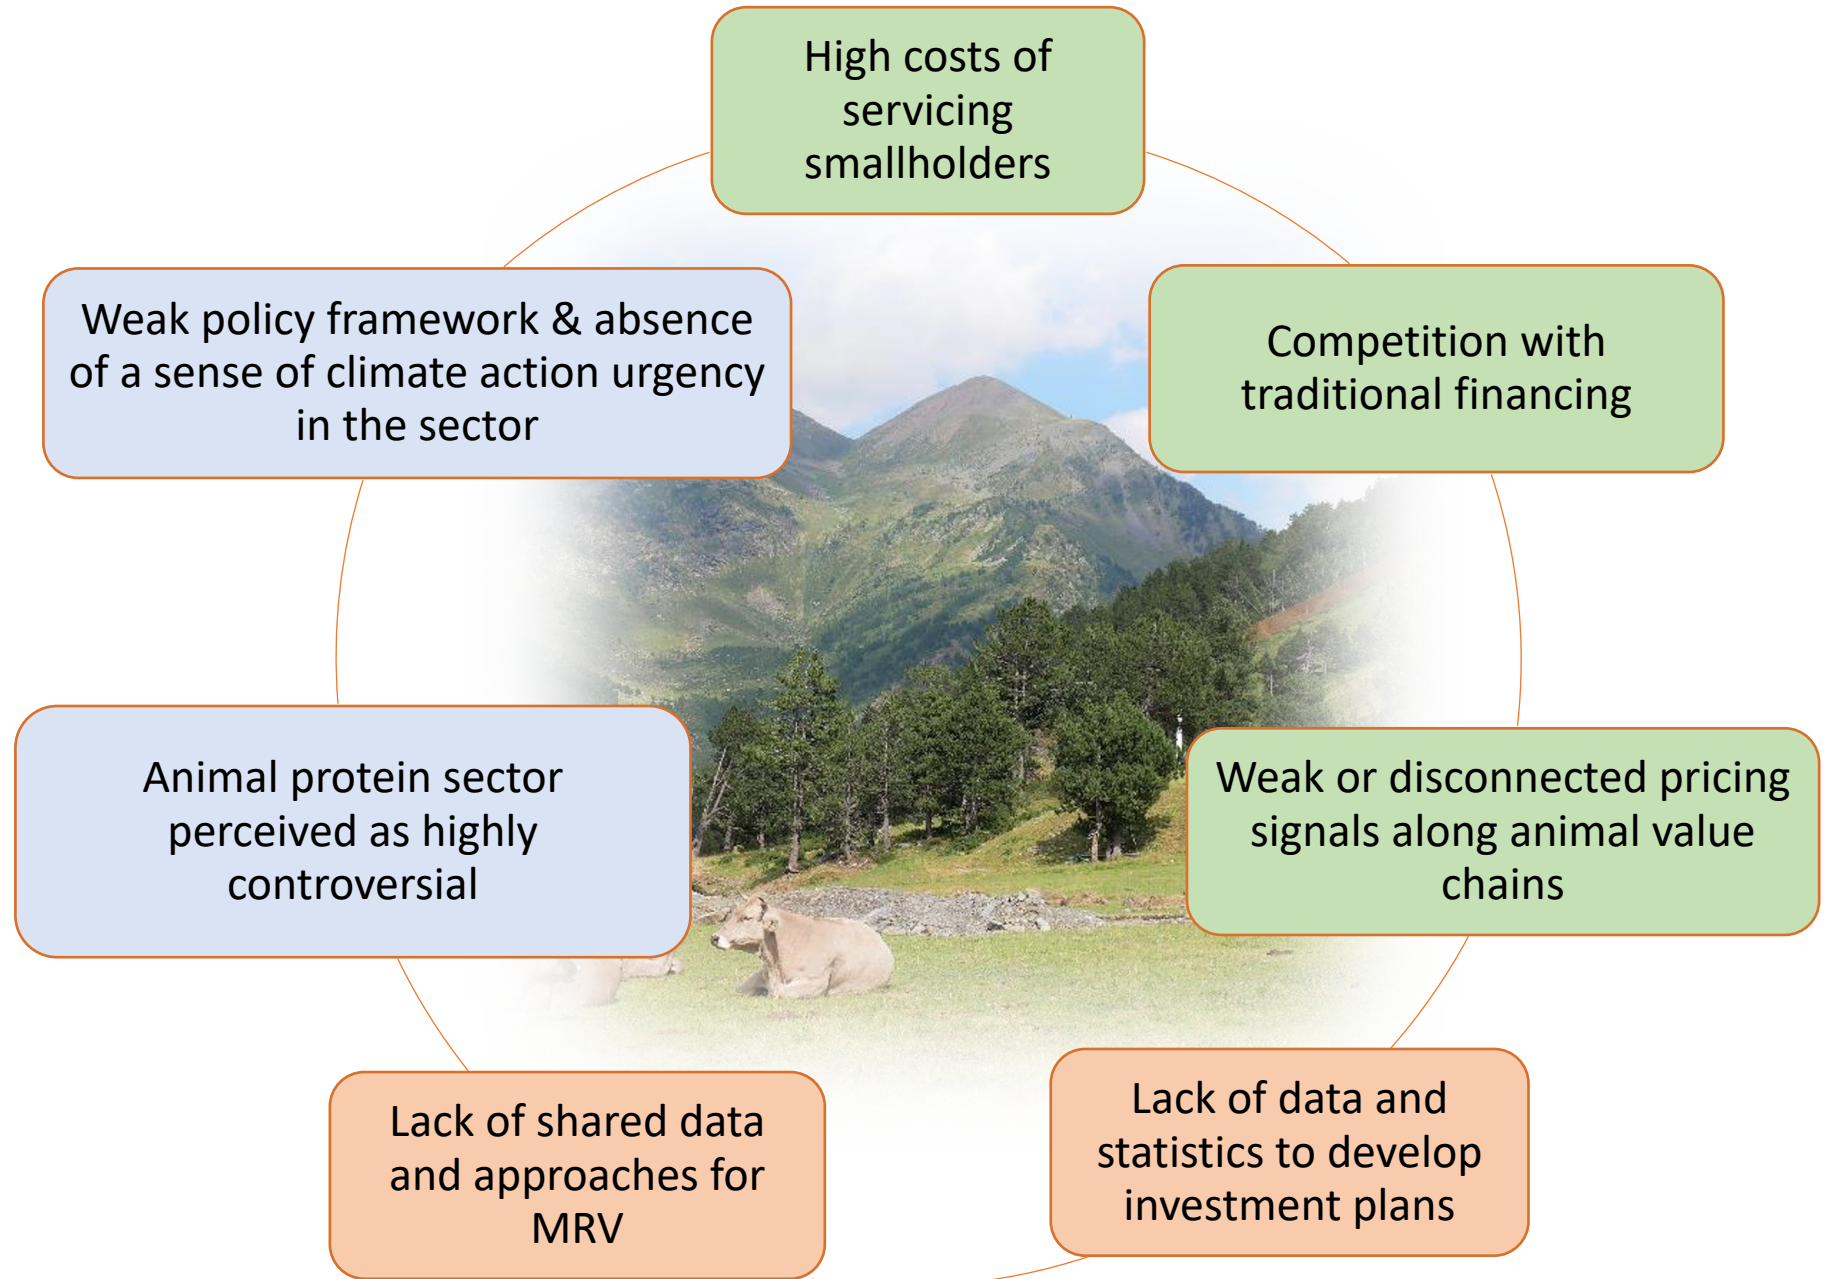 High costs of
servicing
smallholders
Competition with
traditional financing
Weak or disconnected pricing
signals along animal value
chains
Lack of data and
statistics to develop
investment plans
Lack of shared data
and approaches for
MRV
Animal protein sector
perceived as highly
controversial
Weak policy framework & absence
of a sense of climate action urgency
in the sector